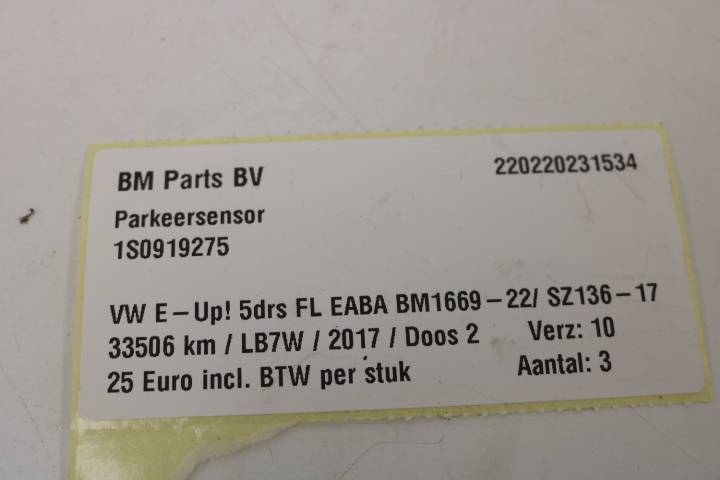 BM Parts BV 220220231534
Parkeersensor
1S0919275
VW E-Up! 5drs FL EABA BM1669-22/ SZ136-17
33506 km / LB7W / 2017 / Doos 2 Verz: 10
25 Euro incl. BTW per stuk Aantal: 3